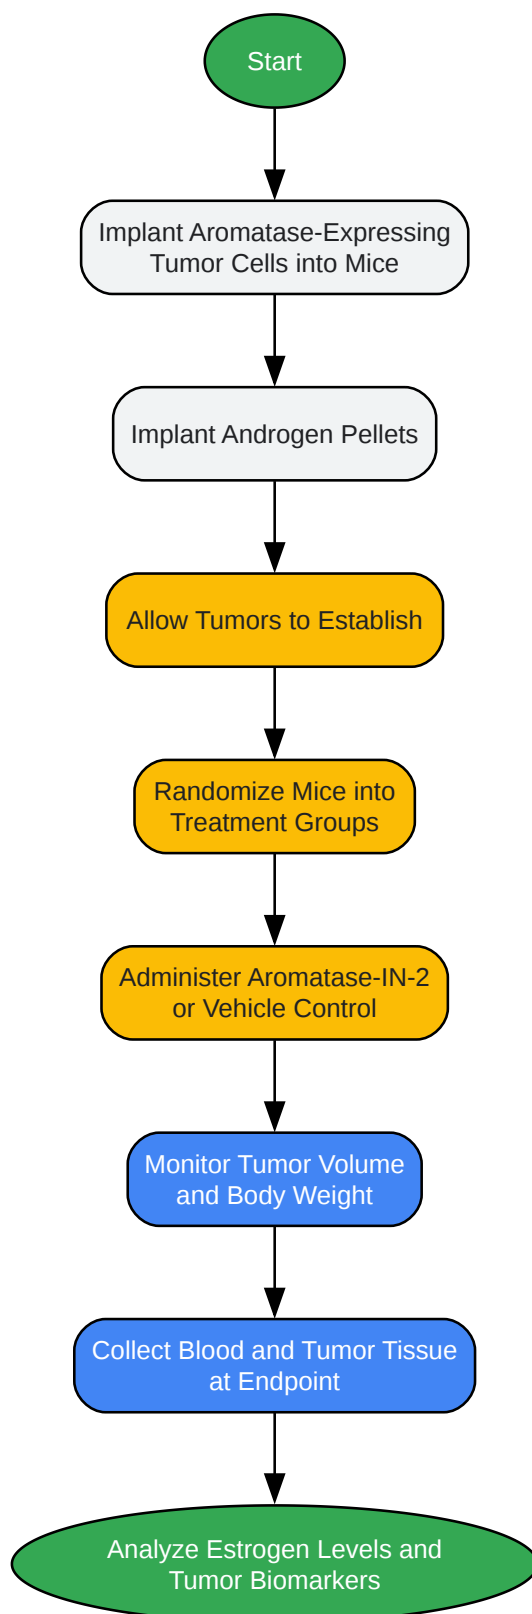 Start
Implant Aromatase-Expressing
Tumor Cells into Mice
Implant Androgen Pellets
Allow Tumors to Establish
Randomize Mice into
Treatment Groups
Administer Aromatase-IN-2
or Vehicle Control
Monitor Tumor Volume
and Body Weight
Collect Blood and Tumor Tissue
at Endpoint
Analyze Estrogen Levels and
Tumor Biomarkers